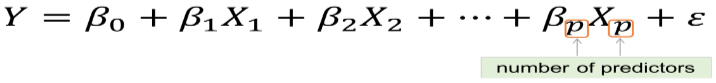 Y = β₀ + β₁X₁ + β₂X₂ + ⋯ + βₚXₚ + ε
number of predictors